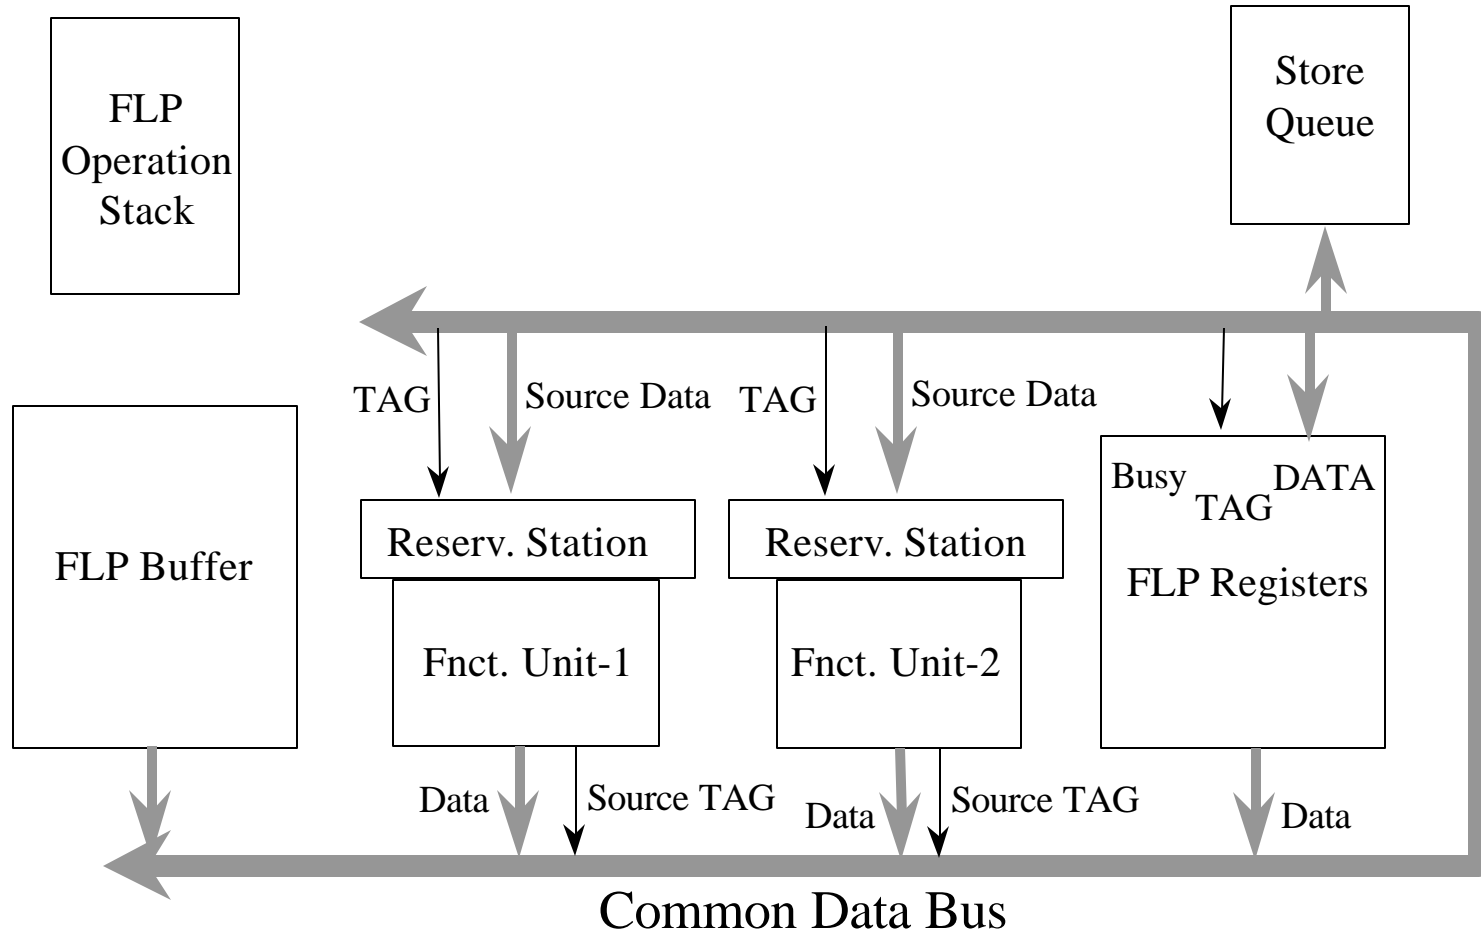 FLP
Operation
Stack
Store
Queue
TAG
Source Data
TAG
Source Data
Busy
TAG
DATA
FLP Buffer
Reserv. Station
Reserv. Station
FLP Registers
Fnct. Unit-1
Fnct. Unit-2
Data
Source TAG
Data
Source TAG
Data
Common Data Bus